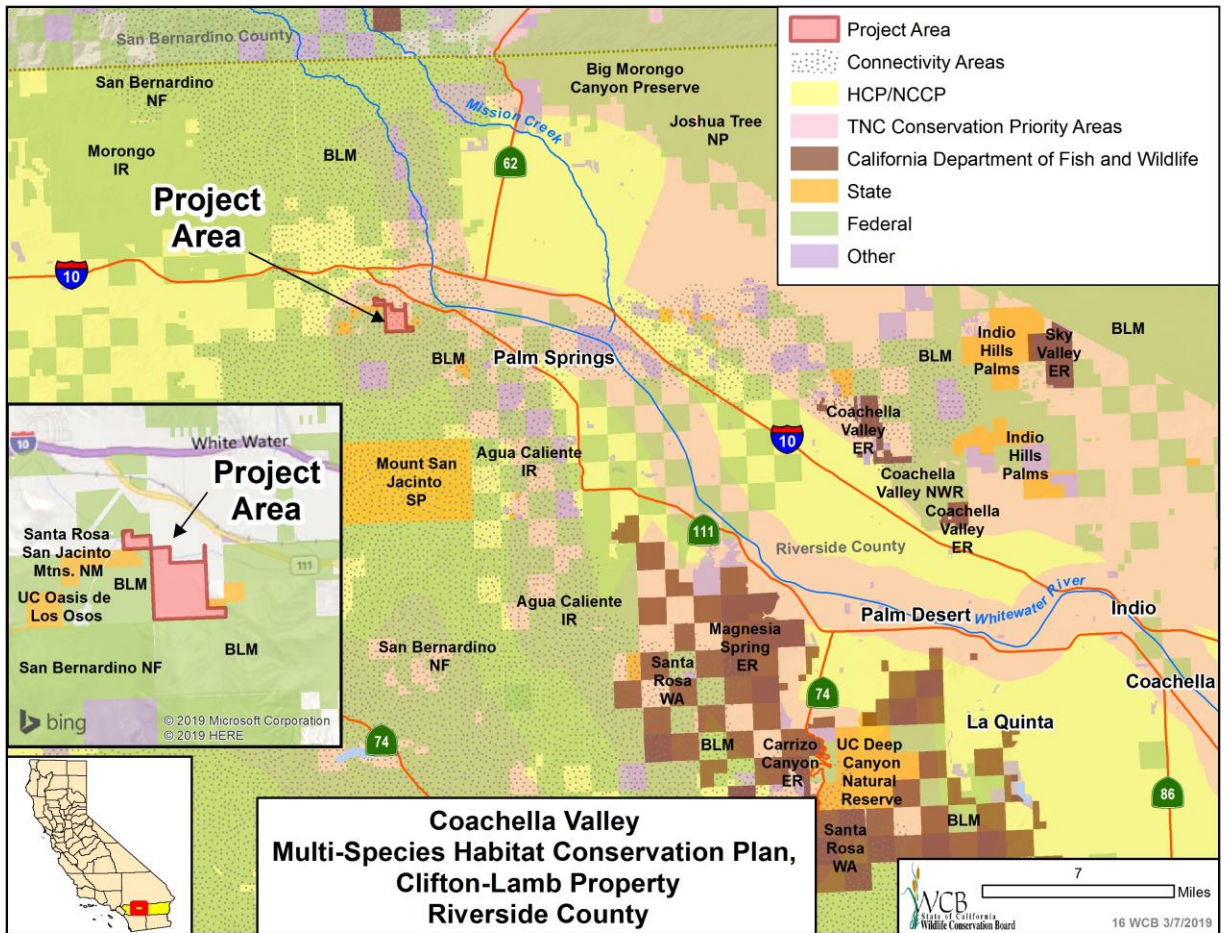 San Bernardino County
San Bernardino
NF
Morongo
IR
BLM
Project
Area
10
62
Mission Creek
Big Morongo
Canyon Preserve
Joshua Tree
NP
Project Area
Connectivity Areas
HCP/NCCP
TNC Conservation Priority Areas
California Department of Fish and Wildlife
State
Federal
Other
BLM
Palm Springs
BLM
Indio
Hills
Palms
Sky
Valley
ER
BLM
Coachella
Valley
ER
10
Indio
Hills
Palms
Coachella
Valley NWR
Coachella
Valley
ER
Mount San
Jacinto
SP
Agua Caliente
IR
111
Riverside County
Agua Caliente
IR
San Bernardino
NF
Magnesia
Spring
ER
Palm Desert
Whitewater River
Indio
Santa
Rosa
WA
74
Coachella
La Quinta
74
BLM
Carrizo
Canyon
ER
UC Deep
Canyon
Natural
Reserve
BLM
86
Santa
Rosa
WA
10
White Water
Project
Area
Santa Rosa
San Jacinto
Mtns. NM
BLM
111
UC Oasis de
Los Osos
BLM
San Bernardino NF
bing
© 2019 Microsoft Corporation
© 2019 HERE
Coachella Valley
Multi-Species Habitat Conservation Plan,
Clifton-Lamb Property
Riverside County
7
Miles
WCB
State of California
Wildlife Conservation Board
16 WCB 3/7/2019